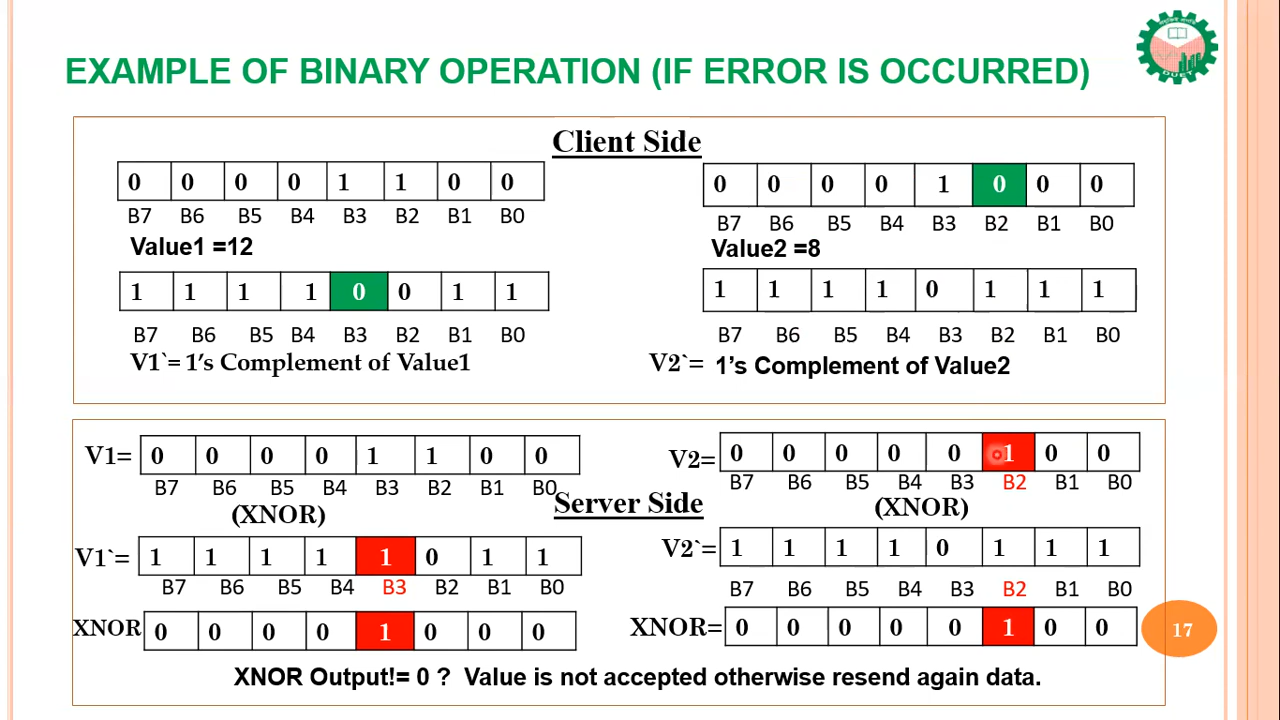 EXAMPLE OF BINARY OPERATION (IF ERROR IS OCCURRED)
DUET
Client Side
0 0 0 0 1 1 0 0
B7 B6 B5 B4 B3 B2 B1 B0
Value1 =12
1 1 1 1 0 0 1 1
B7 B6 B5 B4 B3 B2 B1 B0
V1`= 1’s Complement of Value1
0 0 0 0 1 0 0 0
B7 B6 B5 B4 B3 B2 B1 B0
Value2 =8
1 1 1 1 0 1 1 1
B7 B6 B5 B4 B3 B2 B1 B0
V2`= 1’s Complement of Value2
Server Side
V1= 0 0 0 0 1 1 0 0
B7 B6 B5 B4 B3 B2 B1 B0
(XNOR)
V1`= 1 1 1 1 1 0 1 1
B7 B6 B5 B4 B3 B2 B1 B0
XNOR 0 0 0 0 1 0 0 0
V2= 0 0 0 0 0 1 0 0
B7 B6 B5 B4 B3 B2 B1 B0
(XNOR)
V2`= 1 1 1 1 0 1 1 1
B7 B6 B5 B4 B3 B2 B1 B0
XNOR= 0 0 0 0 0 1 0 0
17
XNOR Output!= 0 ? Value is not accepted otherwise resend again data.